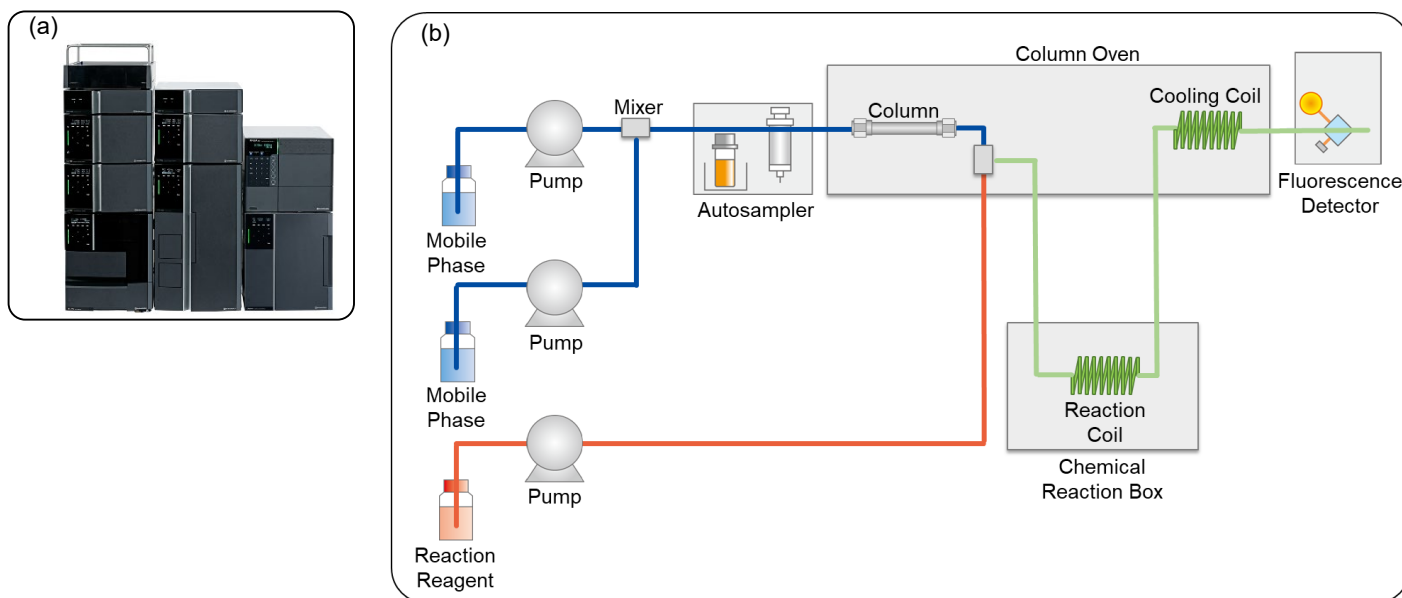 (a)
(b)
Column Oven
Mixer
Column
Cooling Coil
Pump
Autosampler
Fluorescence
Detector
Mobile
Phase
Pump
Mobile
Phase
Reaction
Coil
Chemical
Reaction Box
Pump
Reaction
Reagent